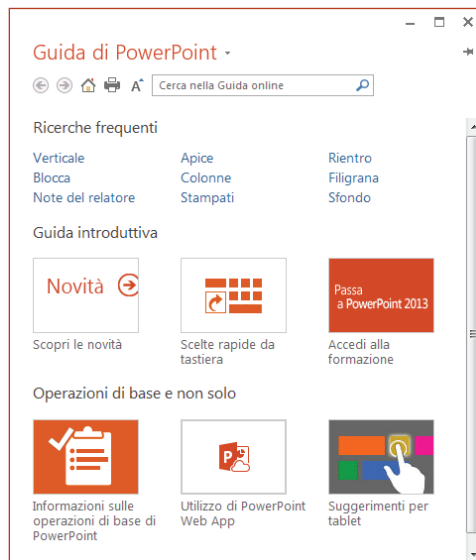 Guida di PowerPoint
A
Cerca nella Guida online
Ricerche frequenti
Verticale Apice Rientro
Blocca Colonne Filigrana
Note del relatore Stampati Sfondo
Guida introduttiva
Novità
Passa
a PowerPoint 2013
Scopri le novità
Scelte rapide da
tastiera
Accedi alla
formazione
Operazioni di base e non solo
P
Informazioni sulle
operazioni di base di
PowerPoint
Utilizzo di PowerPoint
Web App
Suggerimenti per
tablet